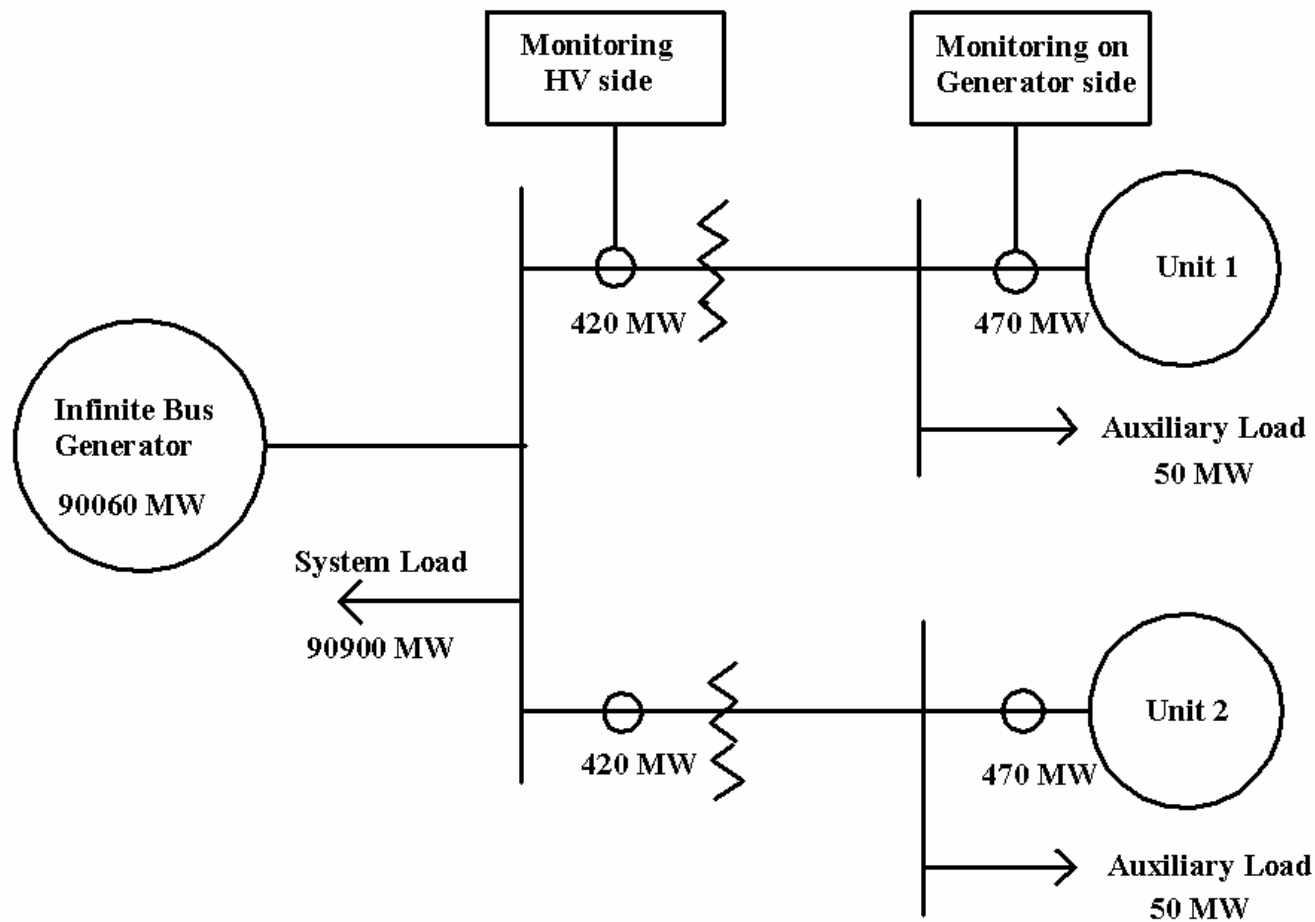 Monitoring
HV side
Monitoring on
Generator side
Unit 1
420 MW
470 MW
Infinite Bus
Generator
90060 MW
Auxiliary Load
50 MW
System Load
90900 MW
Unit 2
420 MW
470 MW
Auxiliary Load
50 MW